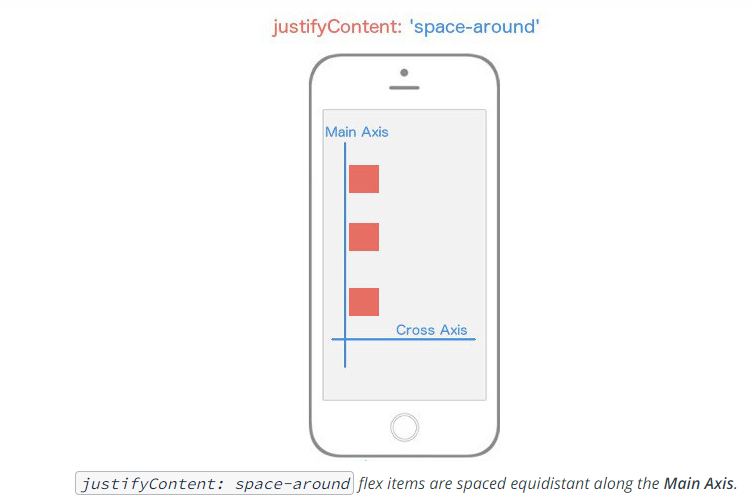 justifyContent: 'space-around'
Main Axis
Cross Axis
justifyContent: space-around flex items are spaced equidistant along the Main Axis.